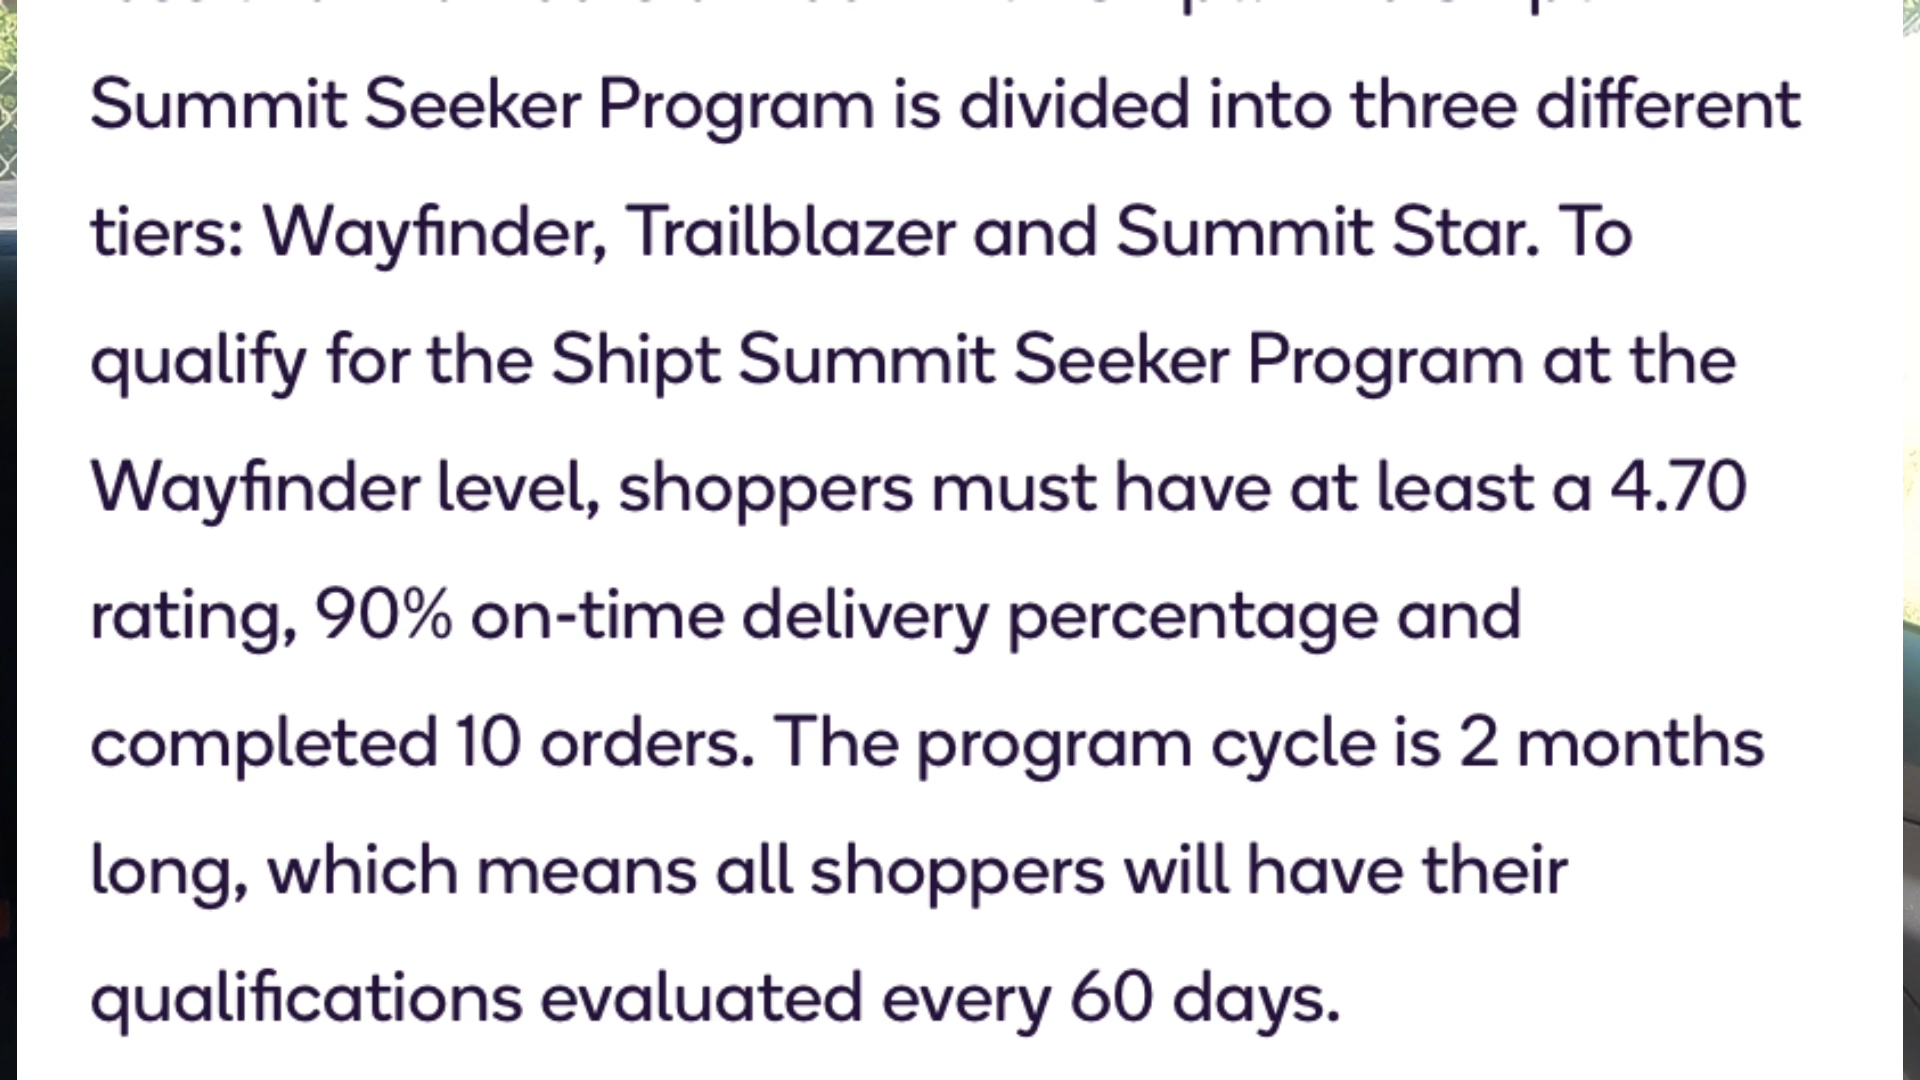 Summit Seeker Program is divided into three different
tiers: Wayfinder, Trailblazer and Summit Star. To
qualify for the Shipt Summit Seeker Program at the
Wayfinder level, shoppers must have at least a 4.70
rating, 90% on-time delivery percentage and
completed 10 orders. The program cycle is 2 months
long, which means all shoppers will have their
qualifications evaluated every 60 days.